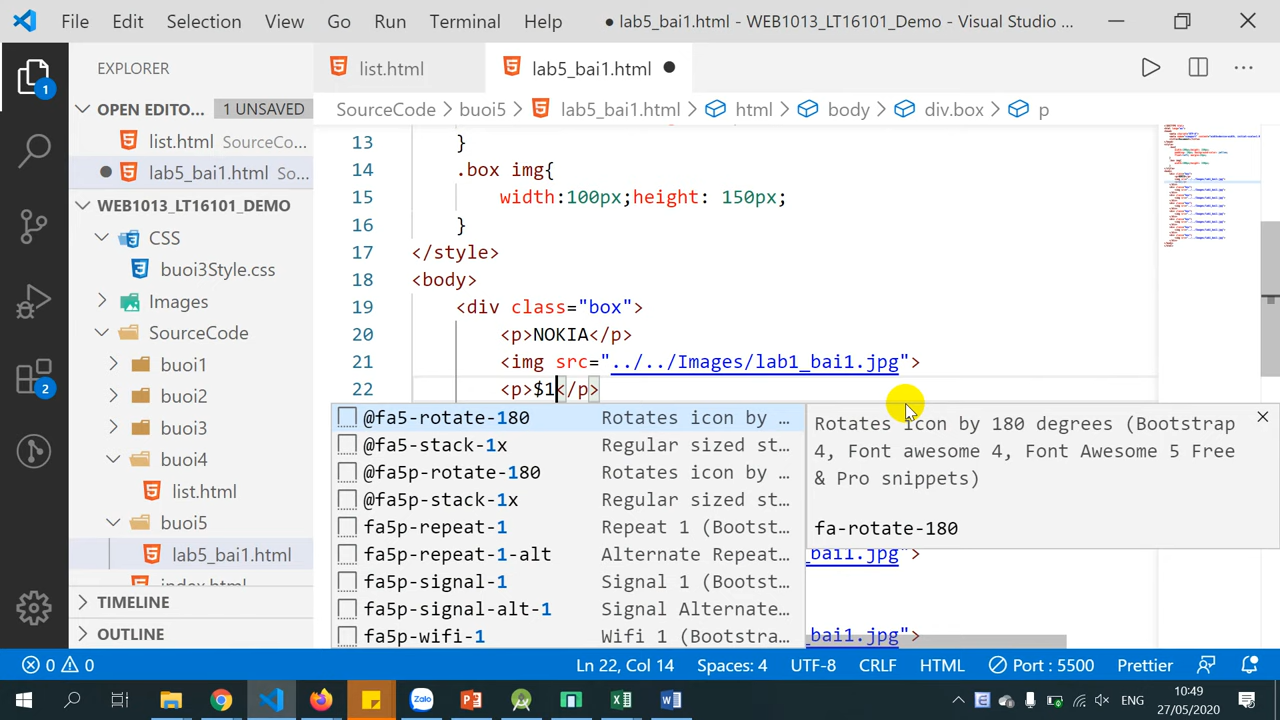 File Edit Selection View Go Run Terminal Help
● lab5_bai1.html - WEB1013_LT16101_Demo - Visual Studio ...
EXPLORER
list.html
lab5_bai1.html ●
OPEN EDITO... 1 UNSAVED
SourceCode > buoi5 > lab5_bai1.html > html > body > div.box > p
list.html SourceCo...
● lab5_bai1.html So...
WEB1013_LT16101_DEMO
CSS
buoi3Style.css
Images
SourceCode
buoi1
buoi2
buoi3
buoi4
list.html
buoi5
lab5_bai1.html
index.html
TIMELINE
OUTLINE
1
2
13 }
14 .box img{
15 width:100px;height: 150px;
16 }
17 </style>
18 <body>
19 <div class="box">
20 <p>NOKIA</p>
21 <img src="../../Images/lab1_bai1.jpg">
22 <p>$1</p>
@fa5-rotate-180 Rotates icon by ...
@fa5-stack-1x Regular sized st...
@fa5p-rotate-180 Rotates icon by ...
@fa5p-stack-1x Regular sized st...
fa5p-repeat-1 Repeat 1 (Bootst...
fa5p-repeat-1-alt Alternate Repeat...
fa5p-signal-1 Signal 1 (Bootst...
fa5p-signal-alt-1 Signal Alternate...
fa5p-wifi-1 Wifi 1 (Bootstra...
Rotates icon by 180 degrees (Bootstrap
4, Font awesome 4, Font Awesome 5 Free
& Pro snippets)
fa-rotate-180
_bai1.jpg">
_bai1.jpg">
0 0 Ln 22, Col 14 Spaces: 4 UTF-8 CRLF HTML Port : 5500 Prettier
Zalo
ENG
10:49
27/05/2020